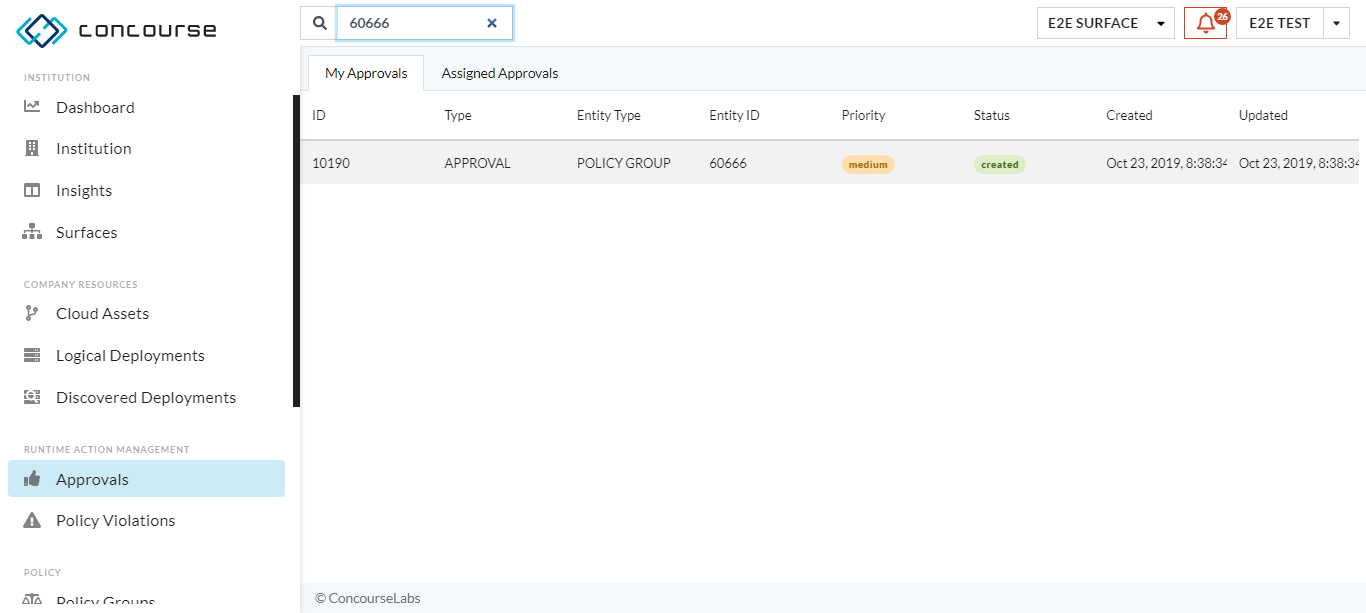 concourse
60666
E2E SURFACE
26
E2E TEST
INSTITUTION
Dashboard
Institution
Insights
Surfaces
COMPANY RESOURCES
Cloud Assets
Logical Deployments
Discovered Deployments
RUNTIME ACTION MANAGEMENT
Approvals
Policy Violations
POLICY
Policy Groups
My Approvals Assigned Approvals
ID Type Entity Type Entity ID Priority Status Created Updated
10190 APPROVAL POLICY GROUP 60666 medium created Oct 23, 2019, 8:38:34 Oct 23, 2019, 8:38:34
© ConcourseLabs